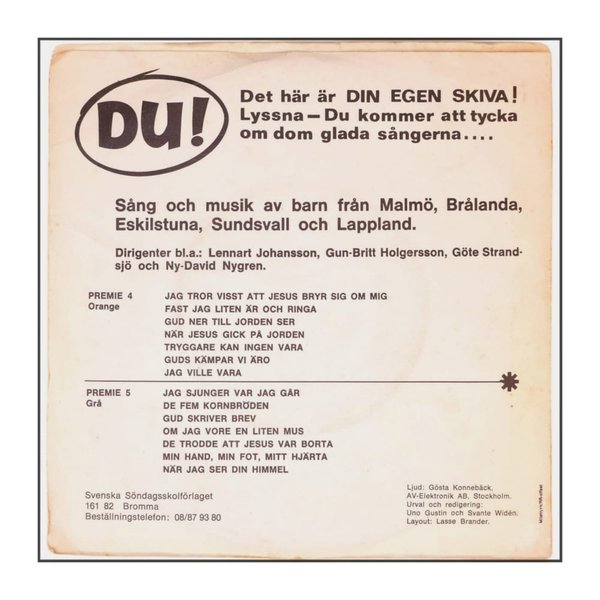 DU!
Det här är DIN EGEN SKIVA!
Lyssna – Du kommer att tycka
om dom glada sångerna....
Sång och musik av barn från Malmö, Brålanda,
Eskilstuna, Sundsvall och Lappland.
Dirigenter bl.a.: Lennart Johansson, Gun-Britt Holgersson, Göte Strand-
sjö och Ny-David Nygren.
PREMIE 4
Orange
JAG TROR VISST ATT JESUS BRYR SIG OM MIG
FAST JAG LITEN ÄR OCH RINGA
GUD NER TILL JORDEN SER
NÄR JESUS GICK PÅ JORDEN
TRYGGARE KAN INGEN VARA
GUDS KÄMPAR VI ÄRO
JAG VILLE VARA
PREMIE 5
Grå
JAG SJUNGER VAR JAG GÅR
DE FEM KORNBRÖDEN
GUD SKRIVER BREV
OM JAG VORE EN LITEN MUS
DE TRODDE ATT JESUS VAR BORTA
MIN HAND, MIN FOT, MITT HJÄRTA
NÄR JAG SER DIN HIMMEL
Svenska Söndagsskolförlaget
161 82 Bromma
Beställningstelefon: 08/87 93 80
Ljud: Gösta Konnebäck,
AV-Elektronik AB, Stockholm.
Urval och redigering:
Uno Gustin och Svante Widén.
Layout: Lasse Brander.